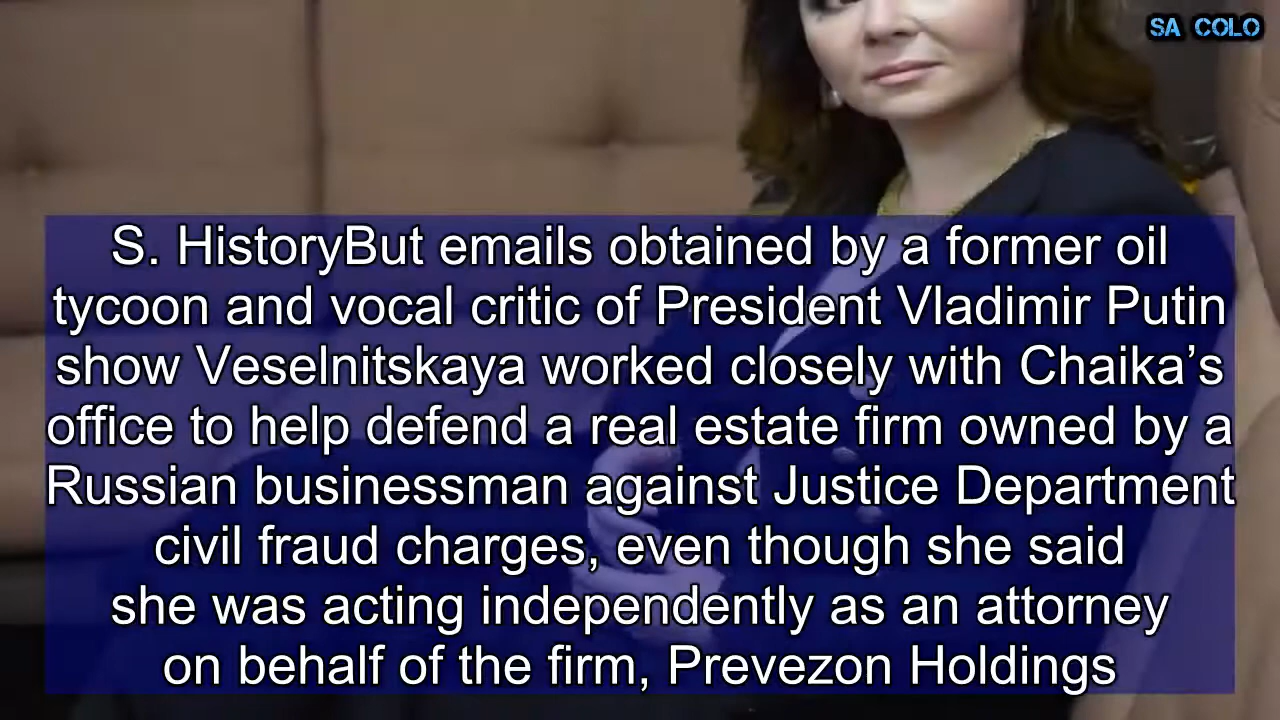 SA COLO
S. HistoryBut emails obtained by a former oil
tycoon and vocal critic of President Vladimir Putin
show Veselnitskaya worked closely with Chaika’s
office to help defend a real estate firm owned by a
Russian businessman against Justice Department
civil fraud charges, even though she said
she was acting independently as an attorney
on behalf of the firm, Prevezon Holdings